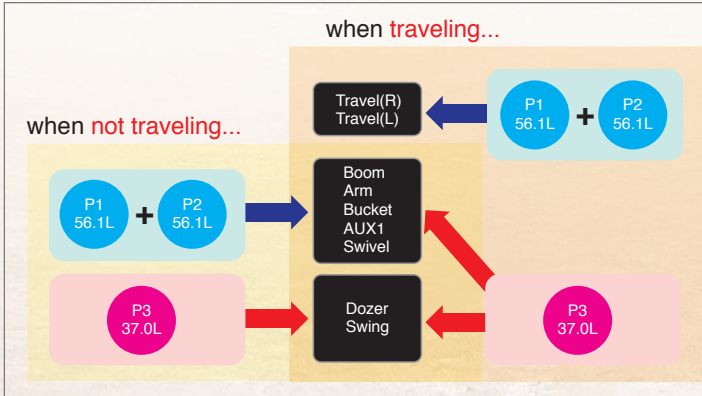 when traveling...
Travel(R)
Travel(L)
P1
56.1L
+
P2
56.1L
when not traveling...
P1
56.1L
+
P2
56.1L
Boom
Arm
Bucket
AUX1
Swivel
P3
37.0L
Dozer
Swing
P3
37.0L